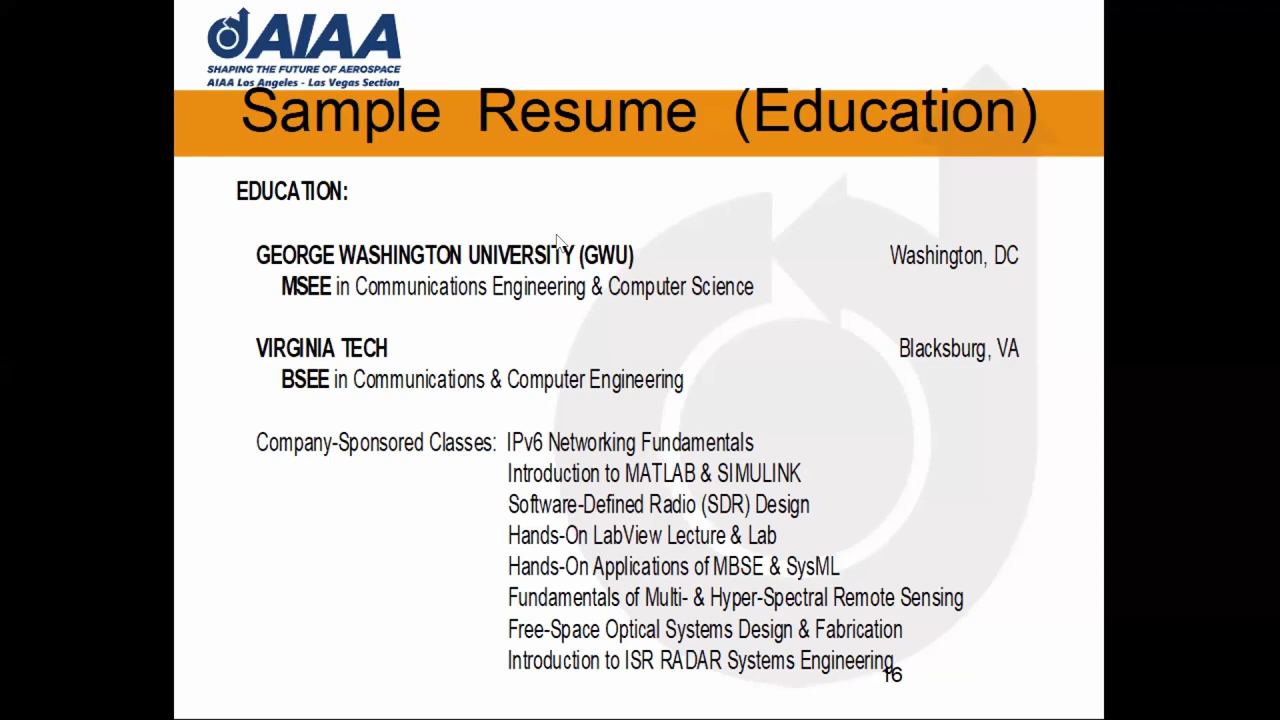 AIAA
SHAPING THE FUTURE OF AEROSPACE
AIAA Los Angeles - Las Vegas Section
Sample Resume (Education)
EDUCATION:
GEORGE WASHINGTON UNIVERSITY (GWU) Washington, DC
MSEE in Communications Engineering & Computer Science
VIRGINIA TECH Blacksburg, VA
BSEE in Communications & Computer Engineering
Company-Sponsored Classes: IPv6 Networking Fundamentals
Introduction to MATLAB & SIMULINK
Software-Defined Radio (SDR) Design
Hands-On LabView Lecture & Lab
Hands-On Applications of MBSE & SysML
Fundamentals of Multi- & Hyper-Spectral Remote Sensing
Free-Space Optical Systems Design & Fabrication
Introduction to ISR RADAR Systems Engineering
16